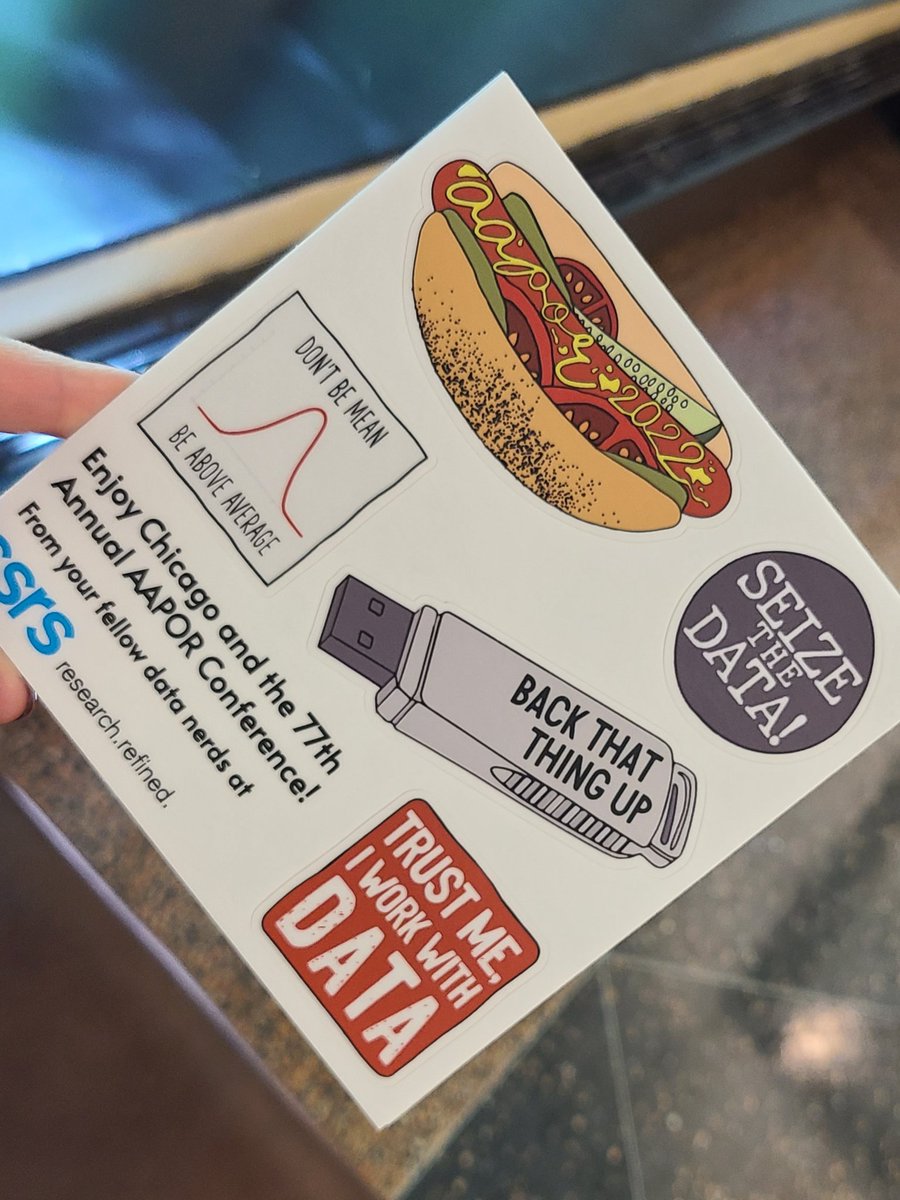 aapor 2022
DON'T BE MEAN
BE ABOVE AVERAGE
SEIZE
THE
DATA!
BACK THAT
THING UP
Enjoy Chicago and the 77th
Annual AAPOR Conference!
From your fellow data nerds at
ssrs
research.refined.
TRUST ME,
I WORK WITH
DATA